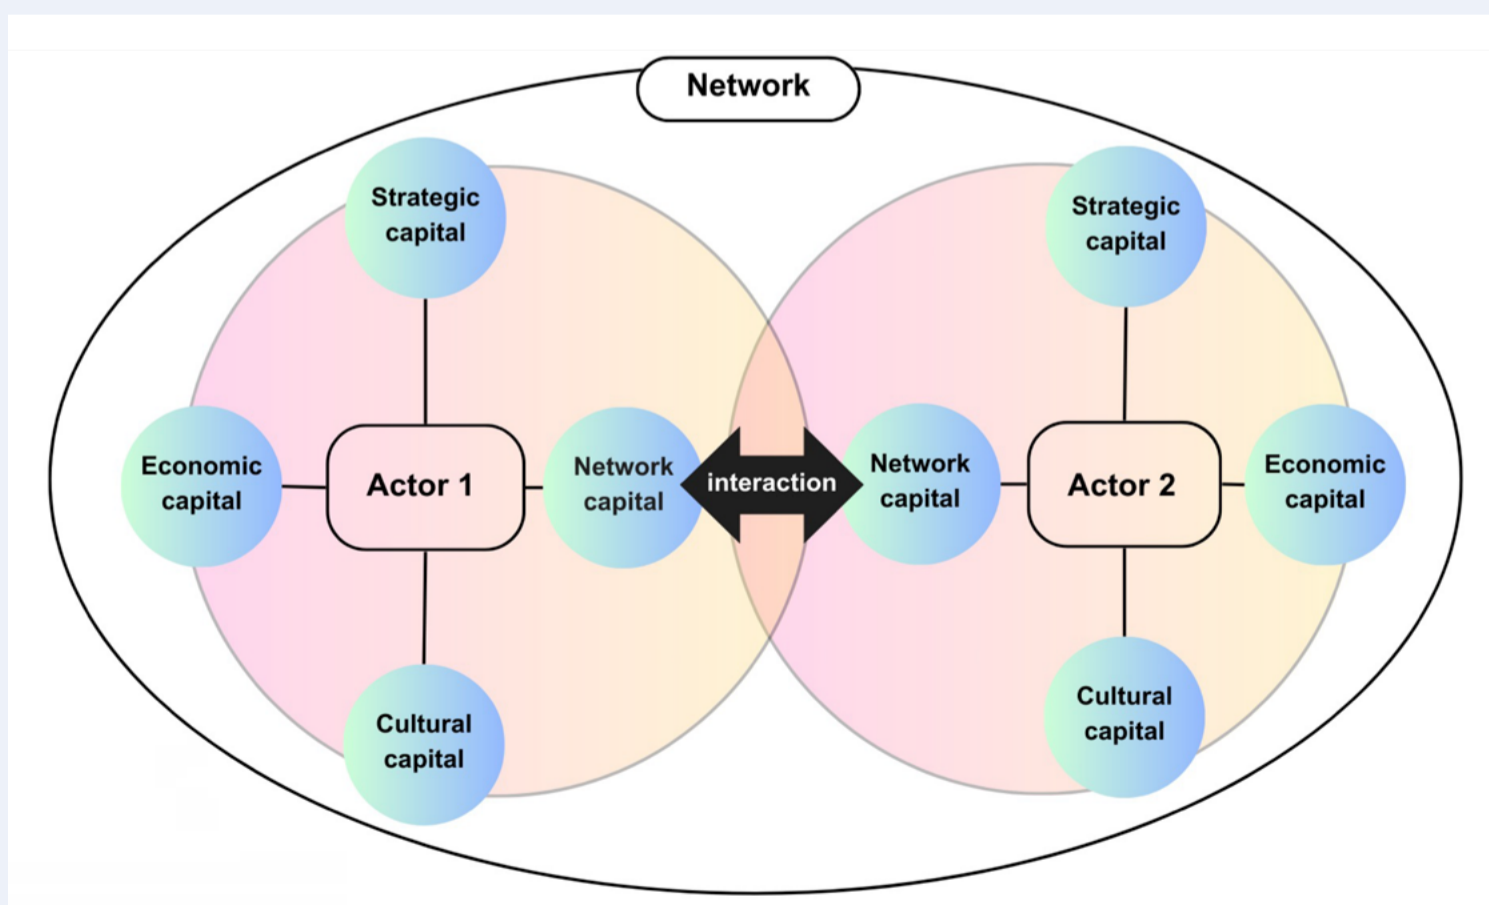 Network
Strategic
capital
Strategic
capital
Economic
capital
Actor 1
Network
capital
interaction
Network
capital
Actor 2
Economic
capital
Cultural
capital
Cultural
capital